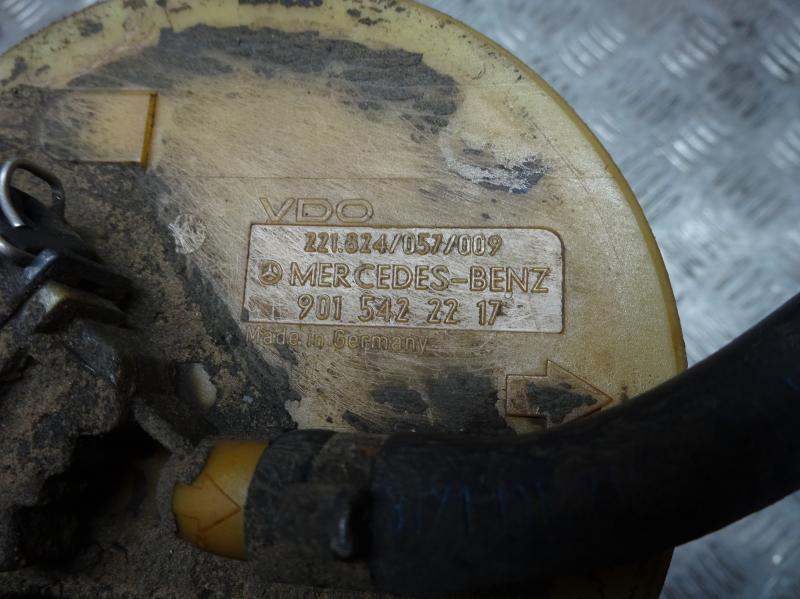 VDO
221.824/057/009
MERCEDES-BENZ
901 542 22 17
Made in Germany